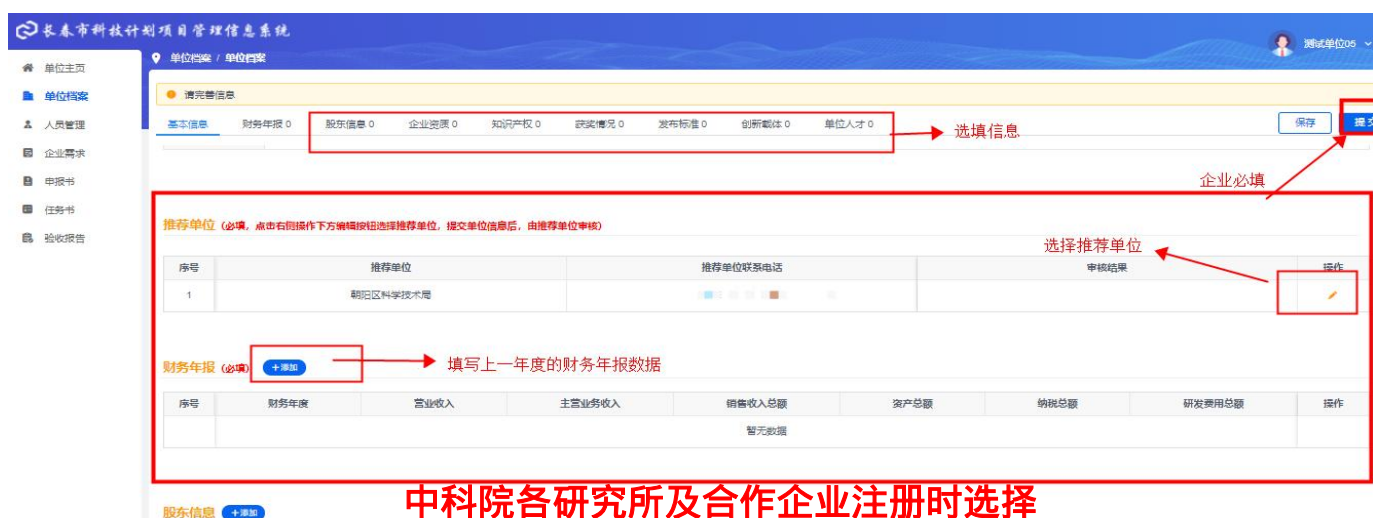 长春市科技计划项目管理信息系统
测试单位05
单位档案 / 单位档案
单位主页
单位档案
人员管理
企业需求
申报书
任务书
验收报告
请完善信息
基本信息 财务年报 0 股东信息 0 企业资质 0 知识产权 0 获奖情况 0 发布标准 0 创新载体 0 单位人才 0
选填信息
保存 提交
企业必填
推荐单位 (必填,点击右侧操作下方编辑按钮选择推荐单位,提交单位信息后,由推荐单位审核)
选择推荐单位
序号 推荐单位 推荐单位联系电话 审核结果 操作
1 朝阳区科学技术局
财务年报 (必填) +添加
填写上一年度的财务年报数据
序号 财务年度 营业收入 主营业务收入 销售收入总额 资产总额 纳税总额 研发费用总额 操作
暂无数据
中科院各研究所及合作企业注册时选择
股东信息 +添加